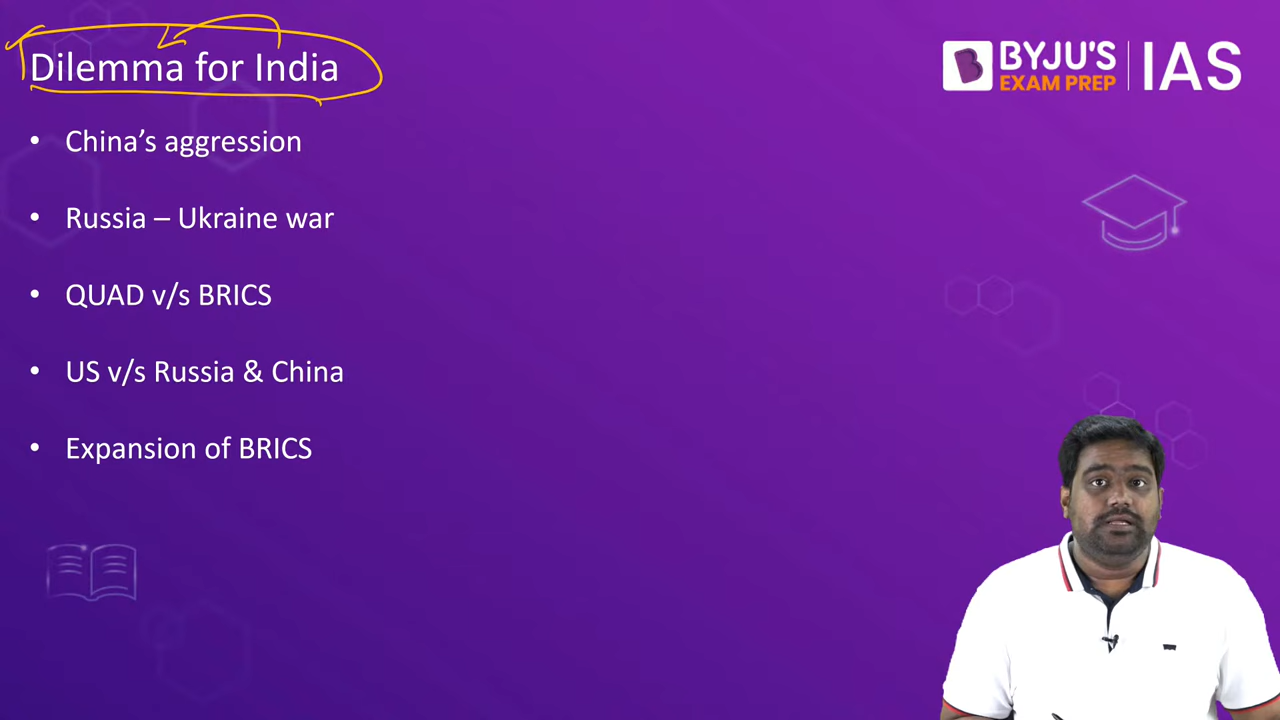 Dilemma for India
BYJU'S
EXAM PREP
IAS
• China’s aggression
• Russia – Ukraine war
• QUAD v/s BRICS
• US v/s Russia & China
• Expansion of BRICS